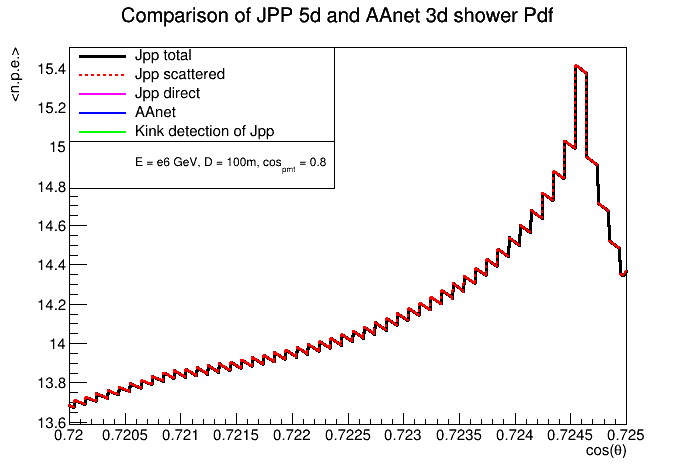 Comparison of JPP 5d and AAnet 3d shower Pdf
<n.p.e.>
Jpp total
Jpp scattered
Jpp direct
AAnet
Kink detection of Jpp
E = e6 GeV, D = 100m, cos_pmt = 0.8
15.4
15.2
15
14.8
14.6
14.4
14.2
14
13.8
13.6
0.72 0.7205 0.721 0.7215 0.722 0.7225 0.723 0.7235 0.724 0.7245 0.725
cos(θ)